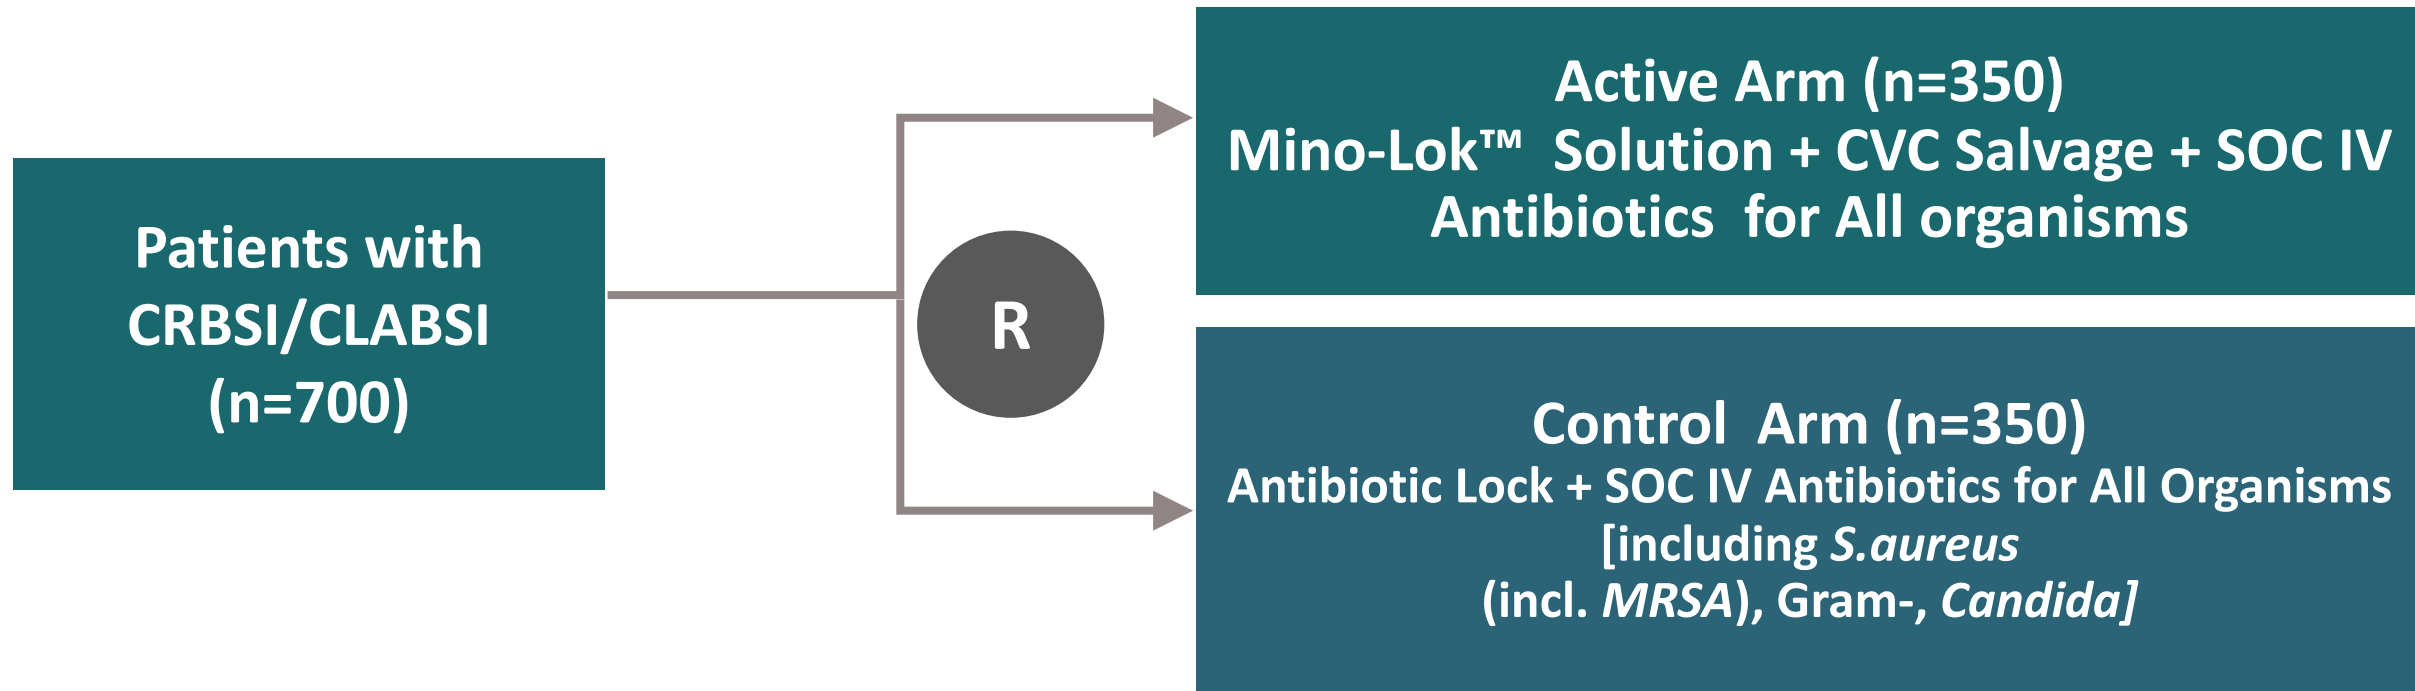 Patients with
CRBSI/CLABSI
(n=700)
R
Active Arm (n=350)
Mino-Lok™ Solution + CVC Salvage + SOC IV
Antibiotics for All organisms
Control Arm (n=350)
Antibiotic Lock + SOC IV Antibiotics for All Organisms
[including S.aureus
(incl. MRSA), Gram-, Candida]